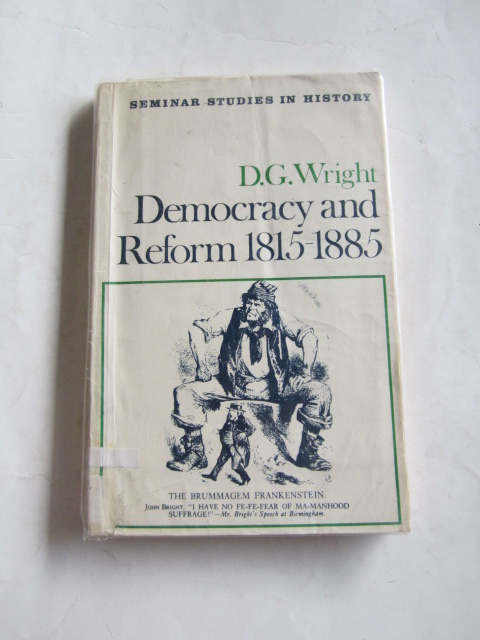 SEMINAR STUDIES IN HISTORY
D.G.Wright
Democracy and
Reform 1815-1885
THE BRUMMAGEM FRANKENSTEIN.
JOHN BRIGHT. "I HAVE NO FE-FE-FEAR OF MA-MANHOOD
SUFFRAGE!"—Mr. Bright's Speech at Birmingham.